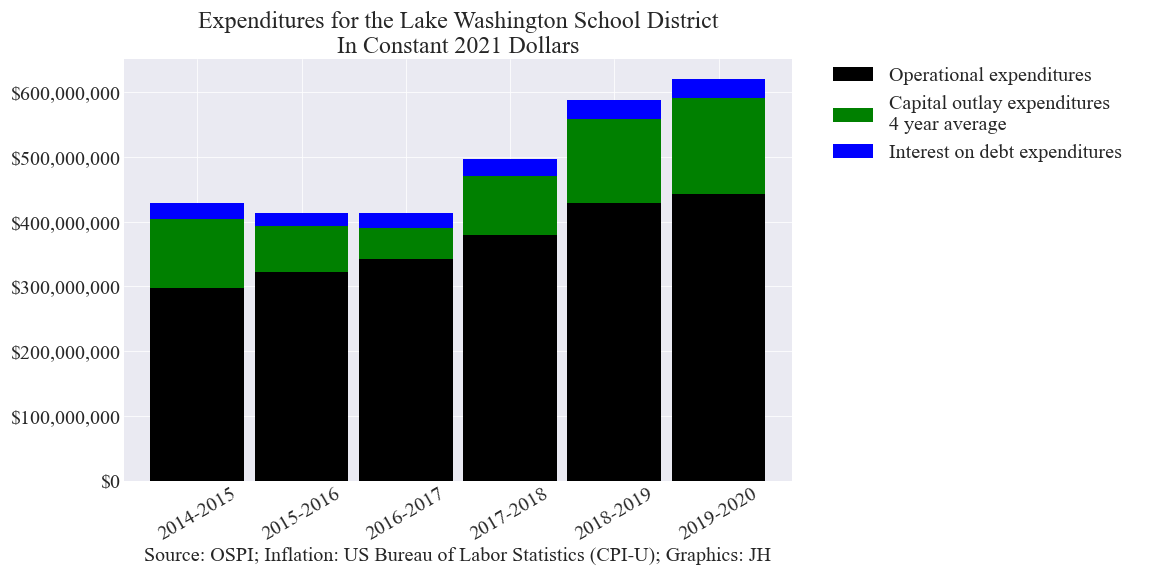 Expenditures for the Lake Washington School District
In Constant 2021 Dollars
$600,000,000
$500,000,000
$400,000,000
$300,000,000
$200,000,000
$100,000,000
$0
2014-2015
2015-2016
2016-2017
2017-2018
2018-2019
2019-2020
Source: OSPI; Inflation: US Bureau of Labor Statistics (CPI-U); Graphics: JH
Operational expenditures
Capital outlay expenditures
4 year average
Interest on debt expenditures